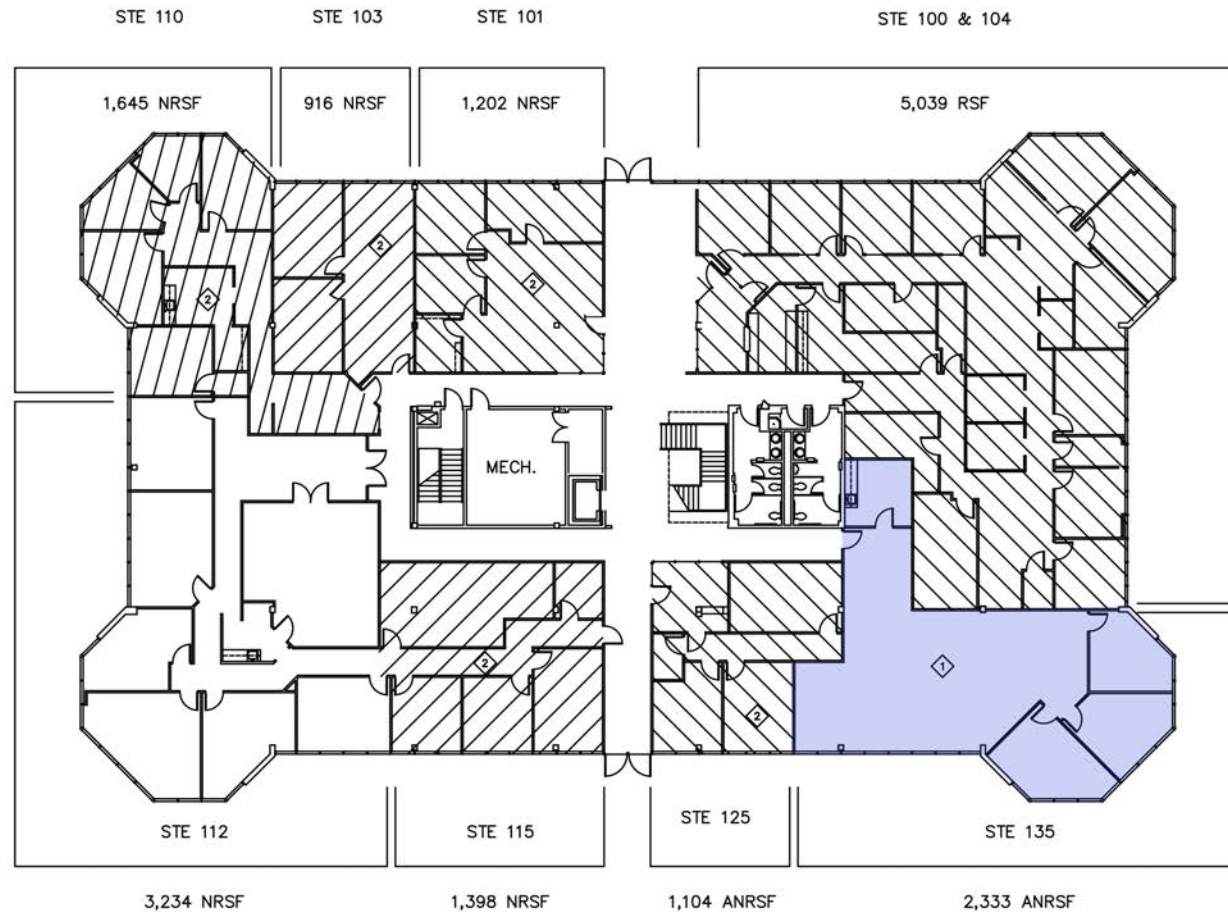 STE 110
STE 103
STE 101
STE 100 & 104
1,645 NRSF
916 NRSF
1,202 NRSF
5,039 RSF
2
2
2
MECH.
2
1
2
STE 112
STE 115
STE 125
STE 135
3,234 NRSF
1,398 NRSF
1,104 ANRSF
2,333 ANRSF